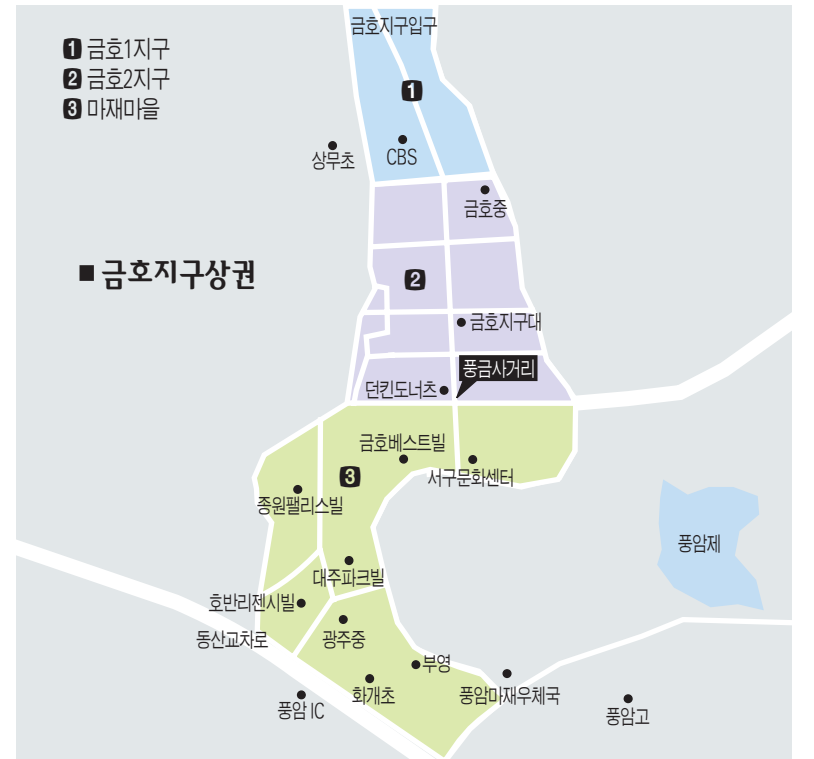 금호지구입구
1 금호1지구
2 금호2지구
3 마재마을
1
상무초
CBS
금호중
■ 금호지구상권
2
금호지구대
풍금사거리
던킨도너츠
금호베스트빌
서구문화센터
3
종원팰리스빌
풍암제
대주파크빌
호반리젠시빌
동산교차로
광주중
부영
화개초
풍암마재우체국
풍암 IC
풍암고